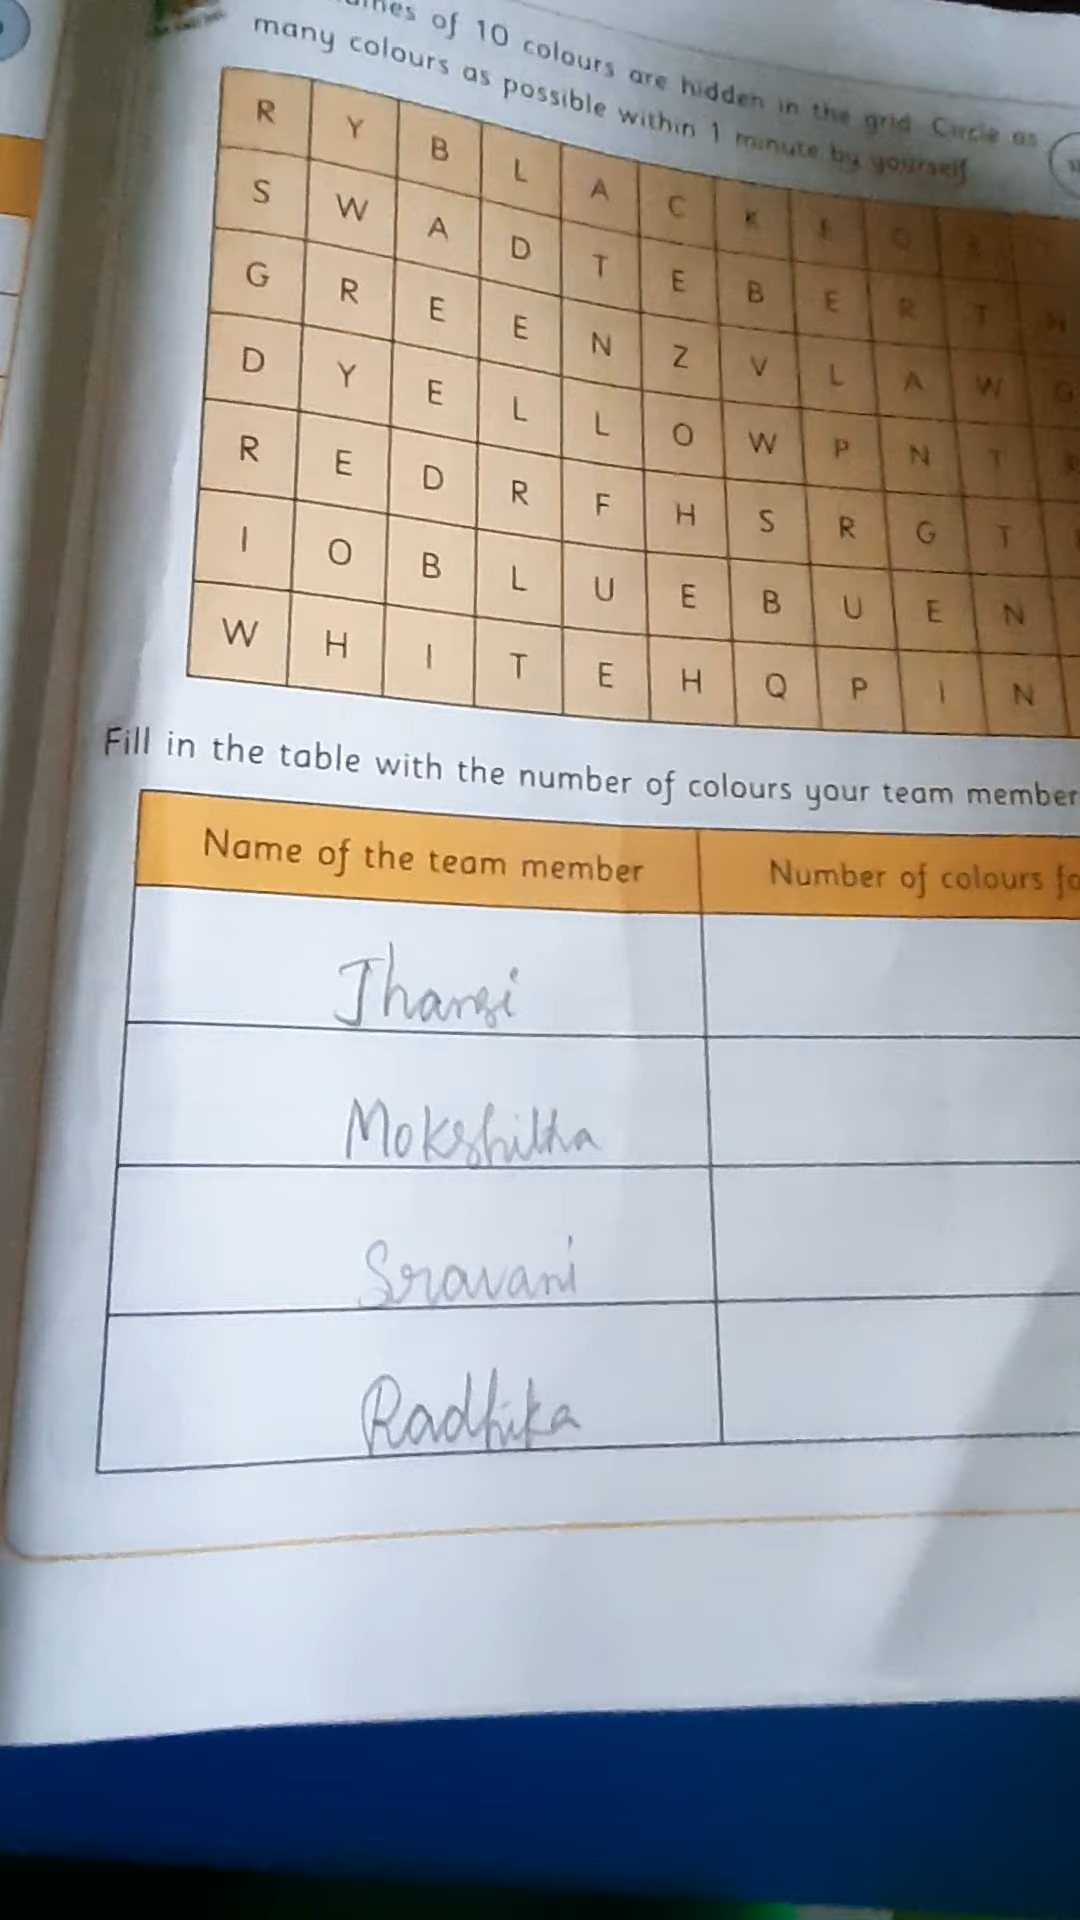 of 10 colours are hidden in the grid. Circle as
many colours as possible within 1 minute by yourself
R Y B L A C K E O
S W A D T E B E R T H
G R E E N Z V L A W G
D Y E L L O W P N T
R E D R F H S R G T
I O B L U E B U E N
W H I T E H Q P I N
Fill in the table with the number of colours your team member
Name of the team member Number of colours fo
Jhansi
Mokshitha
Sravani
Radhika